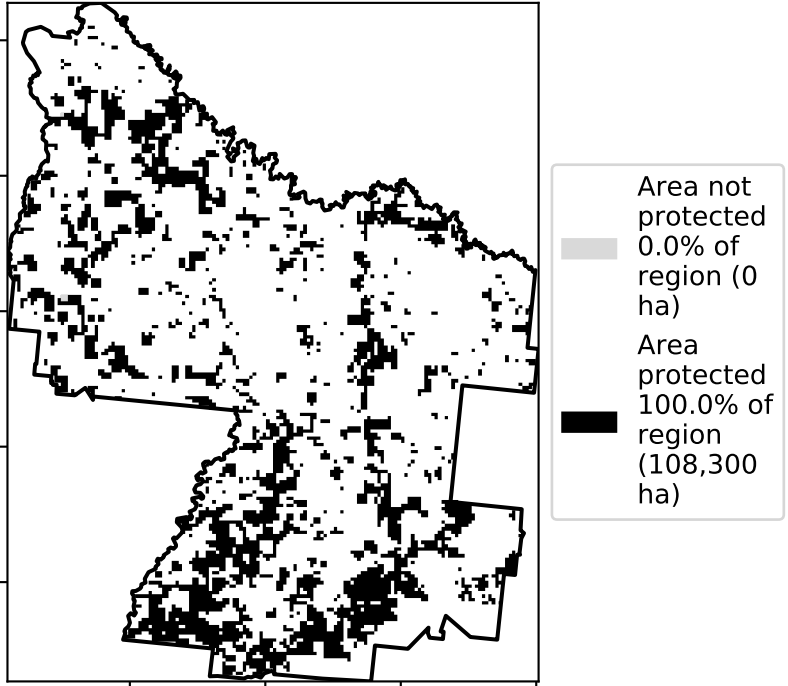 Area not
protected
0.0% of
region (0
ha)
Area
protected
100.0% of
region
(108,300
ha)